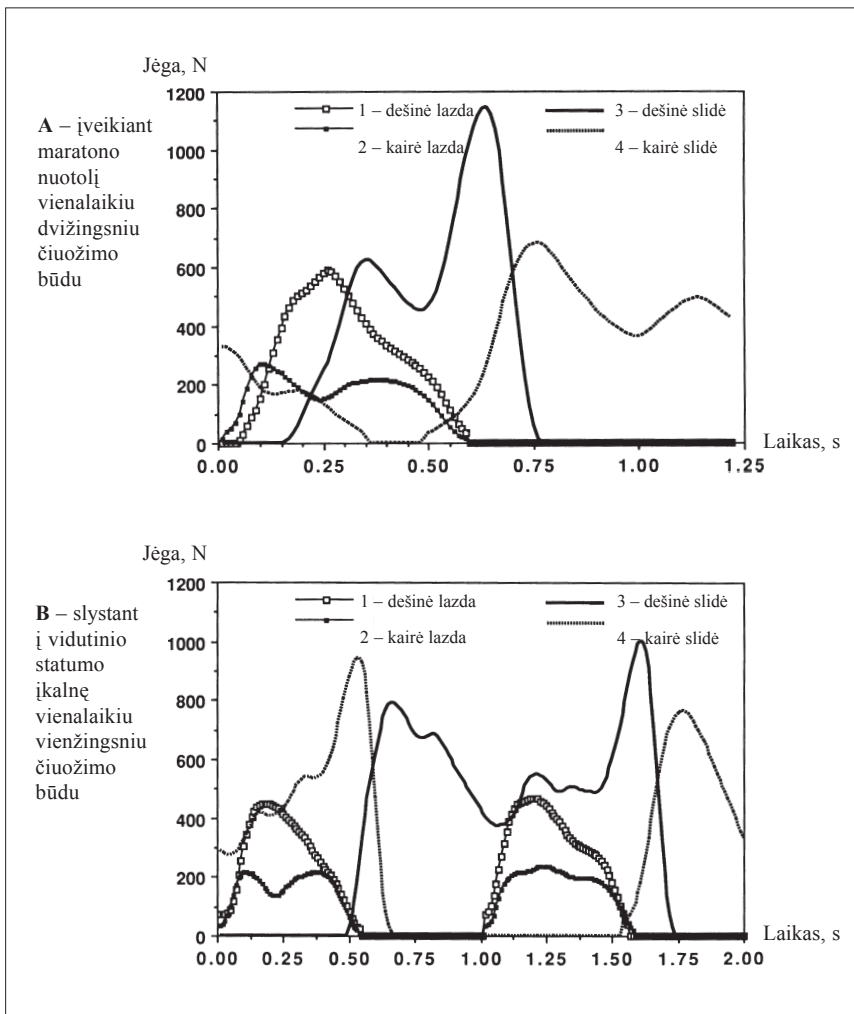 Jėga, N
1200
1000
800
600
400
200
0
1 – dešinė lazda
2 – kairė lazda
3 – dešinė slidė
4 – kairė slidė
A – įveikiant
maratono
nuotolį
vienalaikiu
dvižingsniu
čiuožimo
būdu
0.00 0.25 0.50 0.75 1.00 1.25
Laikas, s
Jėga, N
1200
1000
800
600
400
200
0
1 – dešinė lazda
2 – kairė lazda
3 – dešinė slidė
4 – kairė slidė
B – slystant
į vidutinio
statumo
įkalnę
vienalaikiu
vienžingsniu
čiuožimo
būdu
0.00 0.25 0.50 0.75 1.00 1.25 1.50 1.75 2.00
Laikas, s